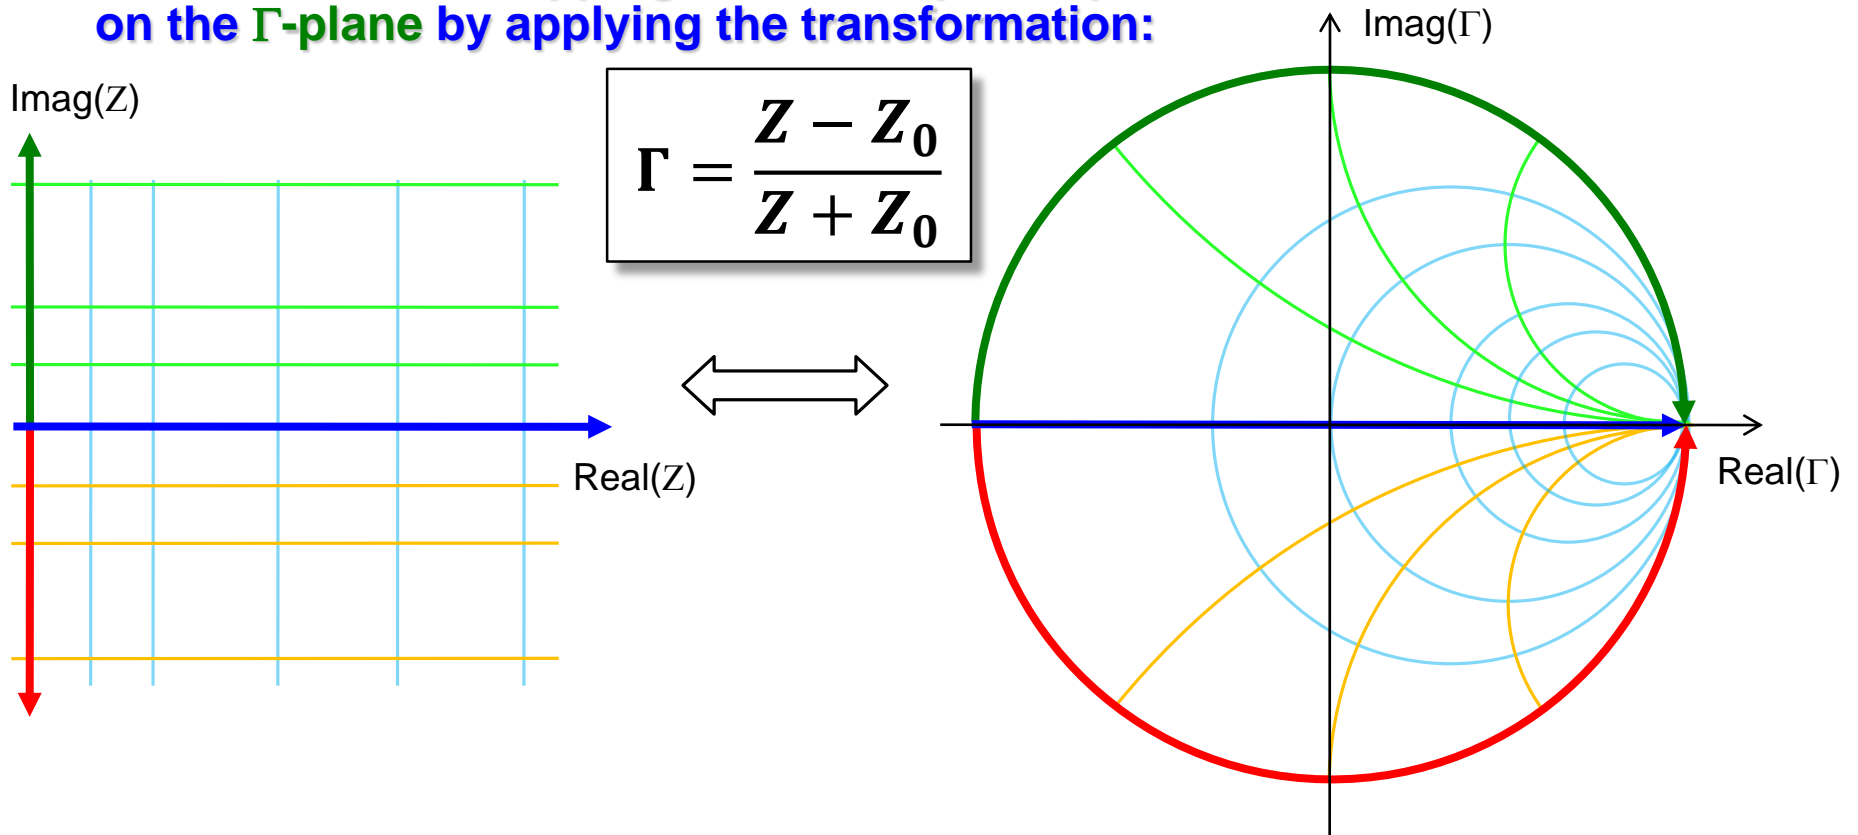 on the Γ-plane by applying the transformation:
Imag(Γ)
Imag(Z)
Γ = (Z − Z₀) / (Z + Z₀)
Real(Z)
Real(Γ)